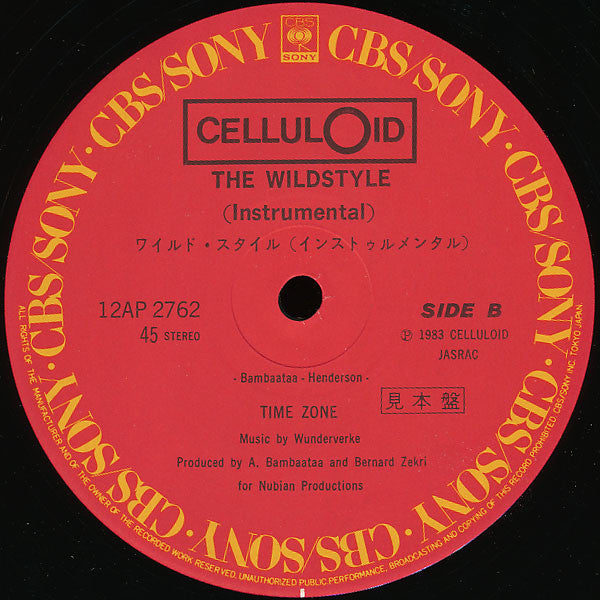 CBS
SONY
CBS/SONY · CBS/SONY · CBS/SONY · CBS/SONY · CBS/SONY · CBS/SONY · CBS/SONY · CBS/SONY ·
CELLULOID
THE WILDSTYLE
(Instrumental)
ワイルド・スタイル(インストゥルメンタル)
12AP 2762
45 STEREO
SIDE B
Ⓟ 1983 CELLULOID
JASRAC
- Bambaataa - Henderson -
見本盤
TIME ZONE
Music by Wunderverke
Produced by A. Bambaataa and Bernard Zekri
for Nubian Productions
ALL RIGHTS OF THE MANUFACTURER AND OF THE OWNER OF THE RECORDED WORK RESERVED. UNAUTHORIZED PUBLIC PERFORMANCE, BROADCASTING AND COPYING OF THIS RECORD PROHIBITED CBS/SONY INC. TOKYO JAPAN.